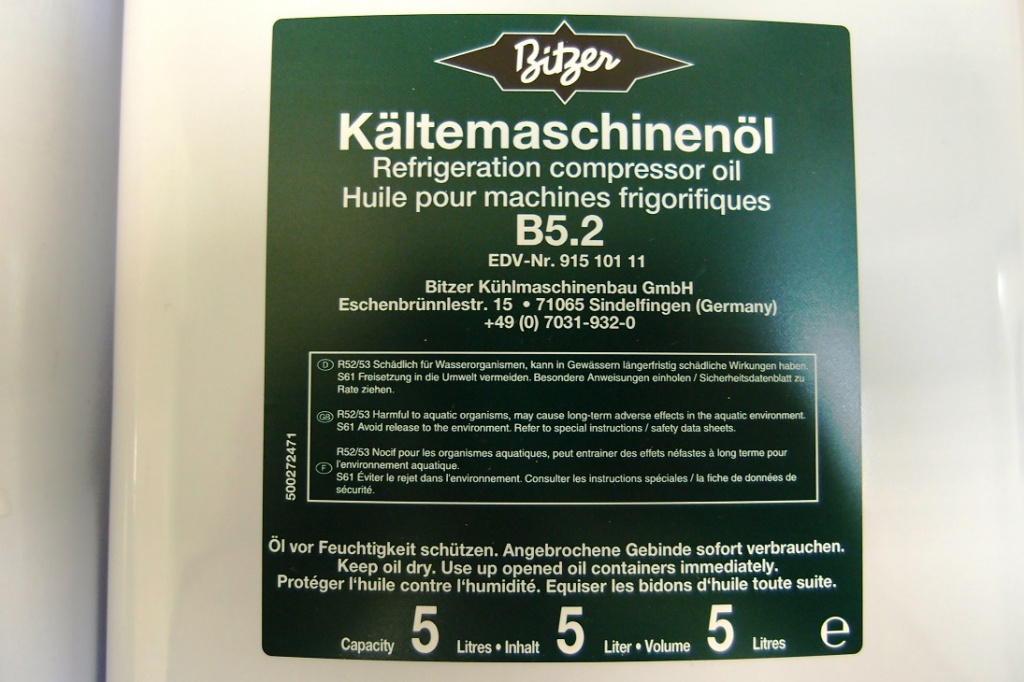 Bitzer
Kältemaschinenöl
Refrigeration compressor oil
Huile pour machines frigorifiques
B5.2
EDV-Nr. 915 101 11
Bitzer Kühlmaschinenbau GmbH
Eschenbrünnlestr. 15 • 71065 Sindelfingen (Germany)
+49 (0) 7031-932-0
D R52/53 Schädlich für Wasserorganismen, kann in Gewässern längerfristig schädliche Wirkungen haben.
S61 Freisetzung in die Umwelt vermeiden. Besondere Anweisungen einholen / Sicherheitsdatenblatt zu
Rate ziehen.
GB R52/53 Harmful to aquatic organisms, may cause long-term adverse effects in the aquatic environment.
S61 Avoid release to the environment. Refer to special instructions / safety data sheets.
R52/53 Nocif pour les organismes aquatiques, peut entrainer des effets néfastes à long terme pour
F l'environnement aquatique.
S61 Éviter le rejet dans l'environnement. Consulter les instructions spéciales / la fiche de données de
sécurité.
500272471
Öl vor Feuchtigkeit schützen. Angebrochene Gebinde sofort verbrauchen.
Keep oil dry. Use up opened oil containers immediately.
Protéger l'huile contre l'humidité. Equiser les bidons d'huile toute suite.
Capacity 5 Litres • Inhalt 5 Liter • Volume 5 Litres ℮